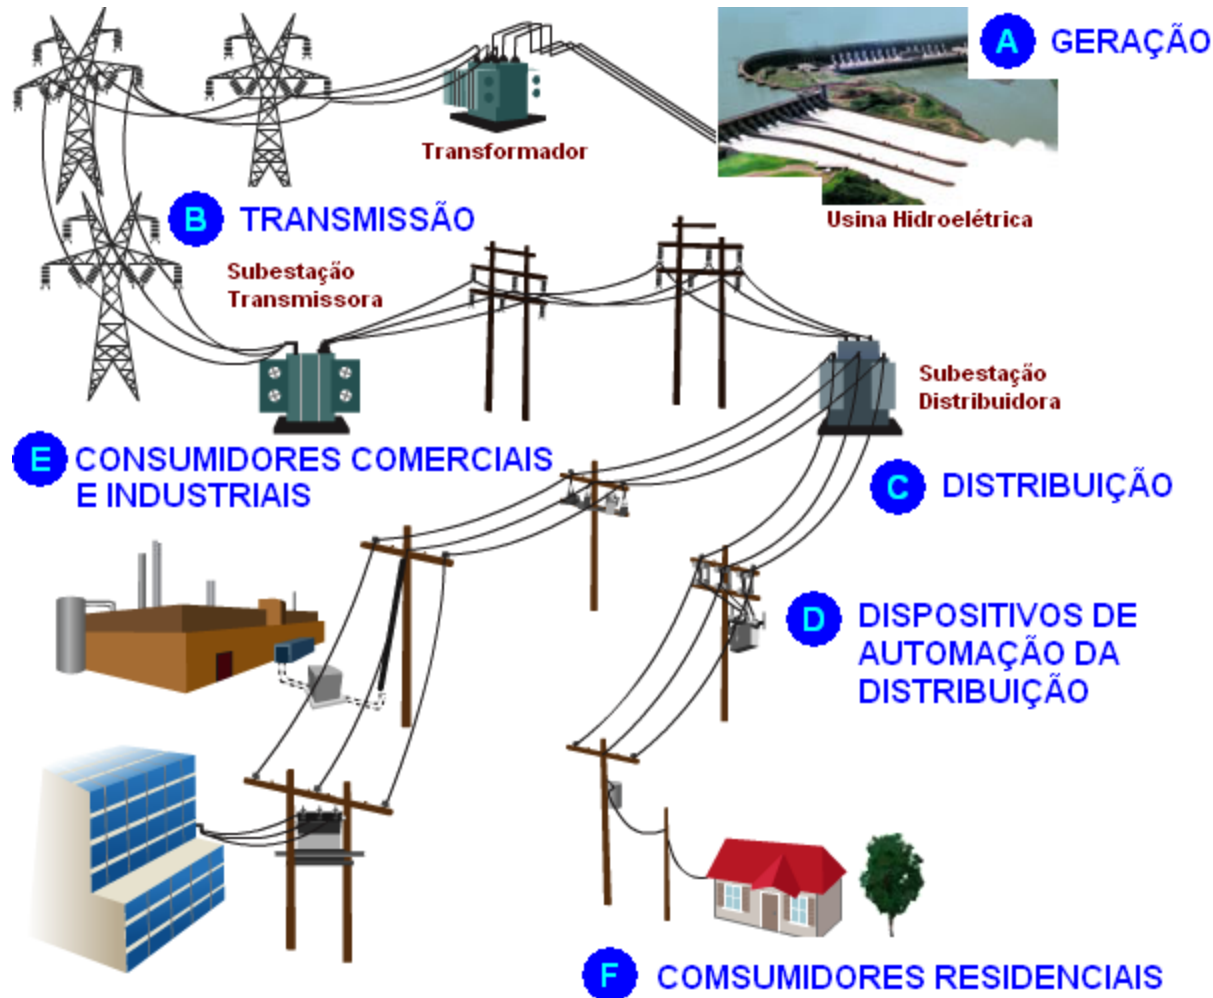 A GERAÇÃO
Transformador
Usina Hidroelétrica
B TRANSMISSÃO
Subestação
Transmissora
Subestação
Distribuidora
E CONSUMIDORES COMERCIAIS
E INDUSTRIAIS
C DISTRIBUIÇÃO
D DISPOSITIVOS DE
AUTOMAÇÃO DA
DISTRIBUIÇÃO
F COMSUMIDORES RESIDENCIAIS